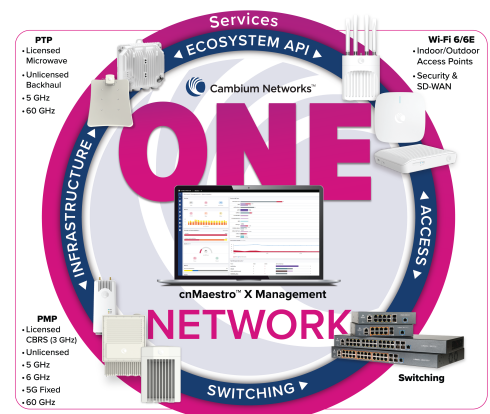 Services
ECOSYSTEM API
PTP
• Licensed
Microwave
• Unlicensed
Backhaul
• 5 GHz
• 60 GHz
Wi-Fi 6/6E
• Indoor/Outdoor
Access Points
• Security &
SD-WAN
Cambium Networks™
ONE
INFRASTRUCTURE
ACCESS
cnMaestro™ X Management
NETWORK
PMP
• Licensed
CBRS (3 GHz)
• Unlicensed
• 5 GHz
• 6 GHz
• 5G Fixed
• 60 GHz
Switching
SWITCHING